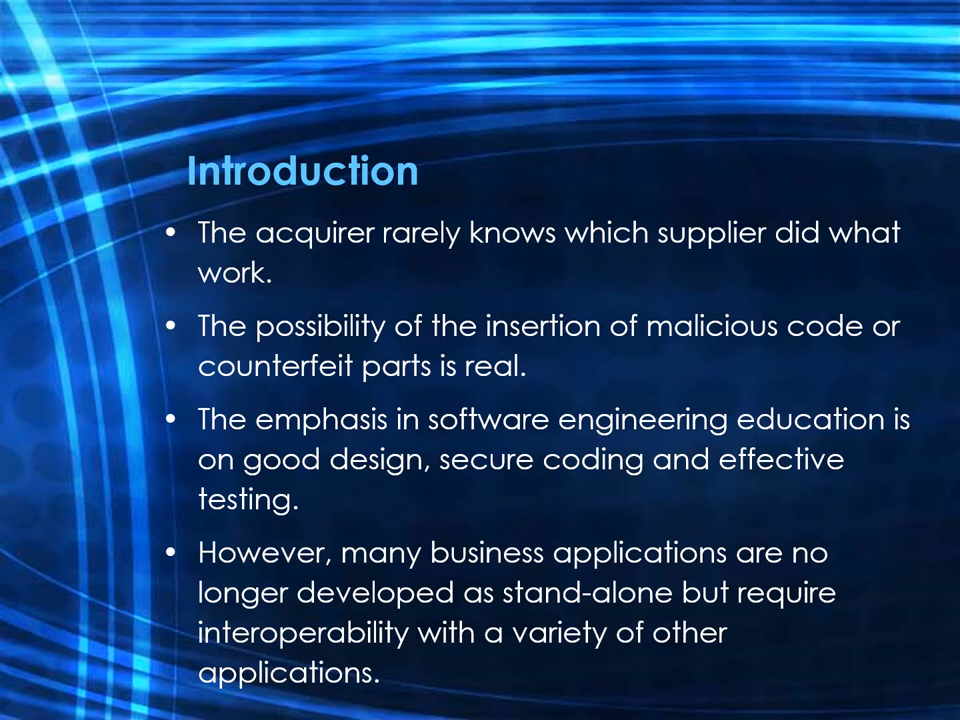 Introduction
• The acquirer rarely knows which supplier did what
work.
• The possibility of the insertion of malicious code or
counterfeit parts is real.
• The emphasis in software engineering education is
on good design, secure coding and effective
testing.
• However, many business applications are no
longer developed as stand-alone but require
interoperability with a variety of other
applications.